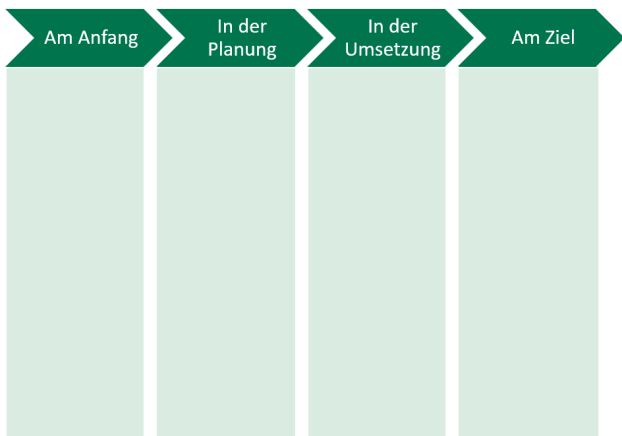 Am Anfang
In der
Planung
In der
Umsetzung
Am Ziel